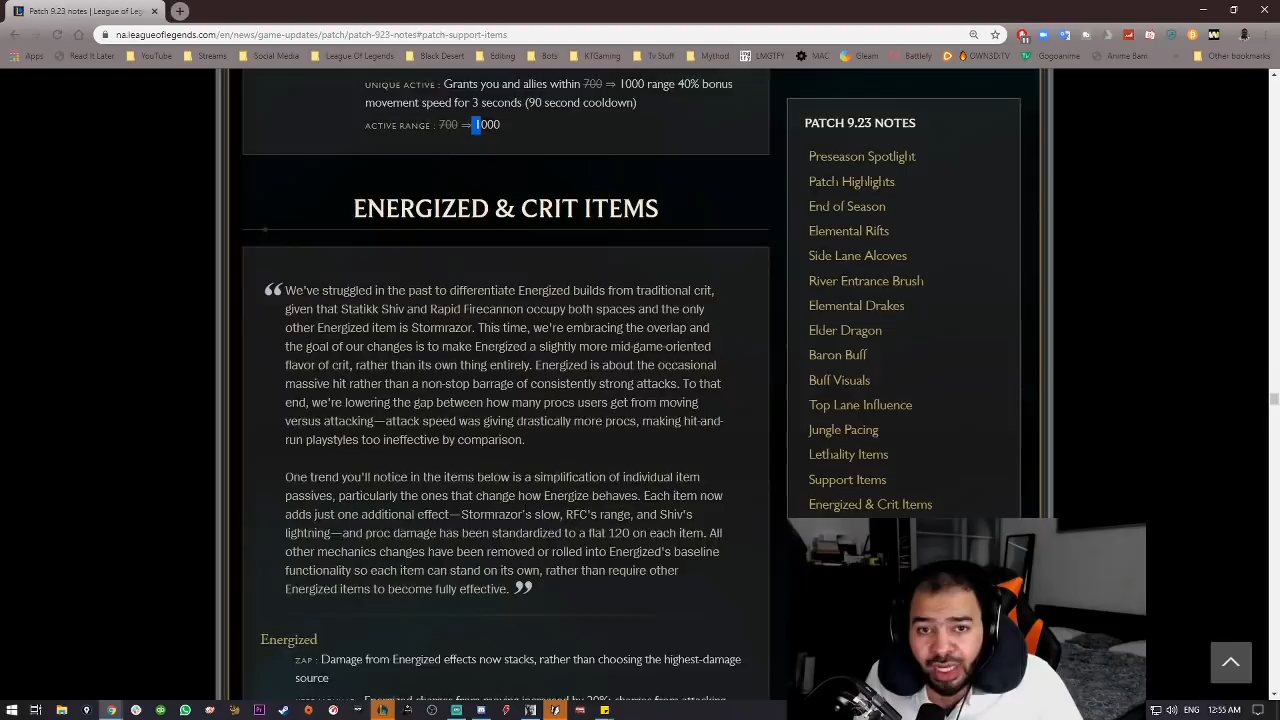 Patch 9.23 notes | League of Leg
na.leagueoflegends.com/en/news/game-updates/patch/patch-923-notes#patch-support-items
Apps Read It Later YouTube Streams Social Media League Of Legends Black Desert Editing Bots KTGaming Tv Stuff Mythod LMGTFY MAC Gleam Battlefy OWN3D:TV Gogoanime Anime Bam Other bookmarks
UNIQUE ACTIVE : Grants you and allies within 700 ⇒ 1000 range 40% bonus
movement speed for 3 seconds (90 second cooldown)
ACTIVE RANGE : 700 ⇒ 1000
ENERGIZED & CRIT ITEMS
“ We've struggled in the past to differentiate Energized builds from traditional crit,
given that Statikk Shiv and Rapid Firecannon occupy both spaces and the only
other Energized item is Stormrazor. This time, we're embracing the overlap and
the goal of our changes is to make Energized a slightly more mid-game-oriented
flavor of crit, rather than its own thing entirely. Energized is about the occasional
massive hit rather than a non-stop barrage of consistently strong attacks. To that
end, we're lowering the gap between how many procs users get from moving
versus attacking—attack speed was giving drastically more procs, making hit-and-
run playstyles too ineffective by comparison.
One trend you'll notice in the items below is a simplification of individual item
passives, particularly the ones that change how Energize behaves. Each item now
adds just one additional effect—Stormrazor's slow, RFC's range, and Shiv's
lightning—and proc damage has been standardized to a flat 120 on each item. All
other mechanics changes have been removed or rolled into Energized's baseline
functionality so each item can stand on its own, rather than require other
Energized items to become fully effective. ”
Energized
ZAP : Damage from Energized effects now stacks, rather than choosing the highest-damage
source
PATCH 9.23 NOTES
Preseason Spotlight
Patch Highlights
End of Season
Elemental Rifts
Side Lane Alcoves
River Entrance Brush
Elemental Drakes
Elder Dragon
Baron Buff
Buff Visuals
Top Lane Influence
Jungle Pacing
Lethality Items
Support Items
Energized & Crit Items
ENG 12:55 AM